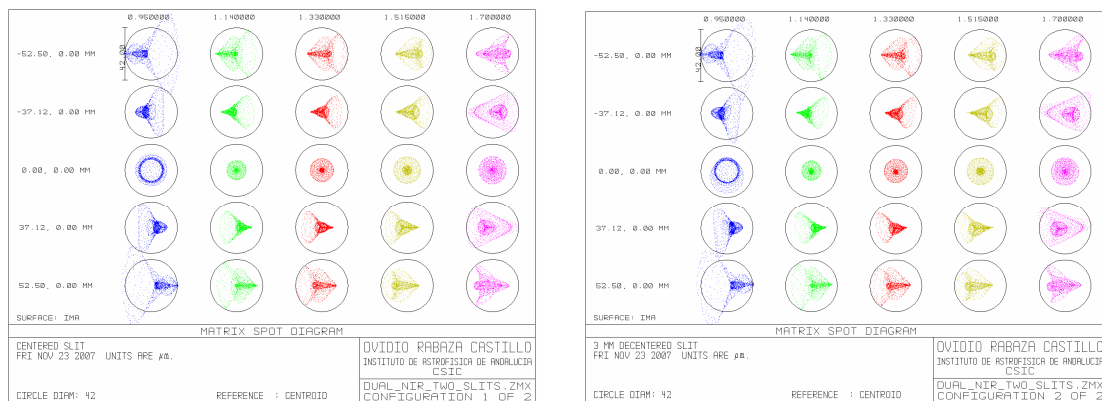 0.950000 1.140000 1.330000 1.515000 1.700000
42.00
-52.50, 0.00 MM
-37.12, 0.00 MM
0.00, 0.00 MM
37.12, 0.00 MM
52.50, 0.00 MM
SURFACE: IMA
MATRIX SPOT DIAGRAM
CENTERED SLIT
FRI NOV 23 2007 UNITS ARE µm.
CIRCLE DIAM: 42 REFERENCE : CENTROID
OVIDIO RABAZA CASTILLO
INSTITUTO DE ASTROFISICA DE ANDALUCIA
CSIC
DUAL_NIR_TWO_SLITS.ZMX
CONFIGURATION 1 OF 2
0.950000 1.140000 1.330000 1.515000 1.700000
42.00
-52.50, 0.00 MM
-37.12, 0.00 MM
0.00, 0.00 MM
37.12, 0.00 MM
52.50, 0.00 MM
SURFACE: IMA
MATRIX SPOT DIAGRAM
3 MM DECENTERED SLIT
FRI NOV 23 2007 UNITS ARE µm.
CIRCLE DIAM: 42 REFERENCE : CENTROID
OVIDIO RABAZA CASTILLO
INSTITUTO DE ASTROFISICA DE ANDALUCIA
CSIC
DUAL_NIR_TWO_SLITS.ZMX
CONFIGURATION 2 OF 2